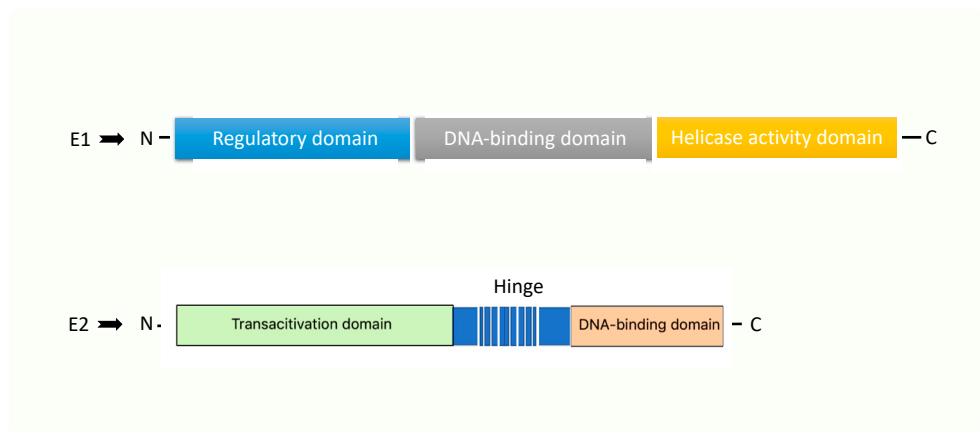 E1 N Regulatory domain DNA-binding domain Helicase activity domain C
Hinge
E2 N Transacitivation domain DNA-binding domain C